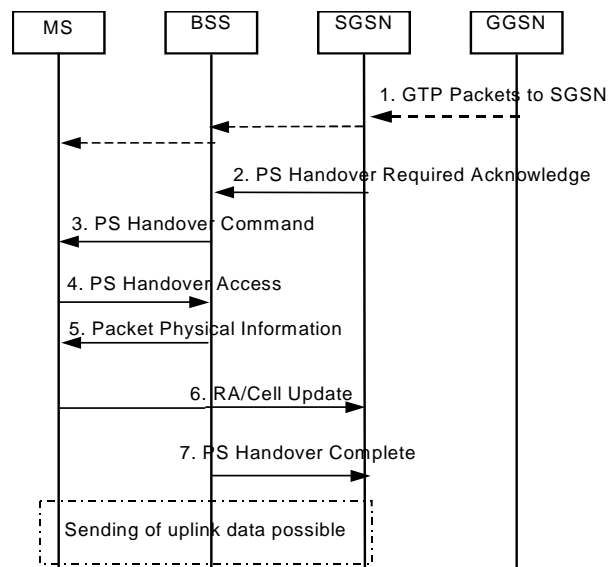 MS
BSS
SGSN
GGSN
1. GTP Packets to SGSN
2. PS Handover Required Acknowledge
3. PS Handover Command
4. PS Handover Access
5. Packet Physical Information
6. RA/Cell Update
7. PS Handover Complete
Sending of uplink data possible